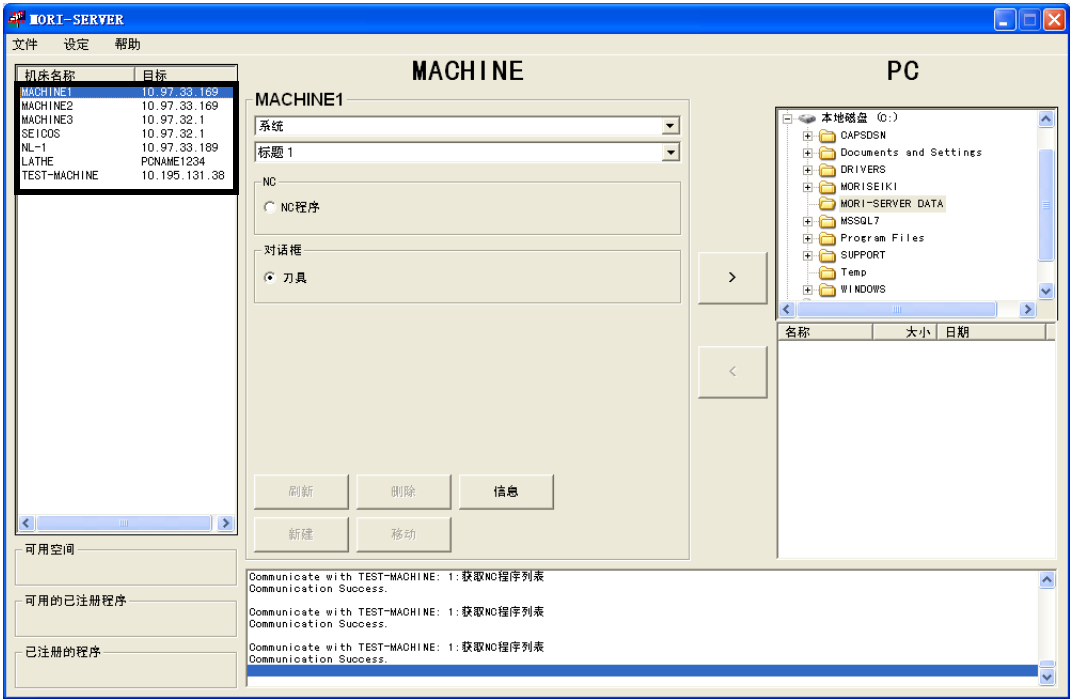 MORI-SERVER
文件 设定 帮助
机床名称 目标
MACHINE1 10.97.33.169
MACHINE2 10.97.33.169
MACHINE3 10.97.32.1
SEICOS 10.97.32.1
NL-1 10.97.33.189
LATHE PCNAME1234
TEST-MACHINE 10.195.131.38
可用空间
可用的已注册程序
已注册的程序
MACHINE
MACHINE1
系统
标题 1
NC
NC程序
对话框
刀具
刷新 删除 信息
新建 移动
>
<
PC
本地磁盘 (C:)
CAPSDSN
Documents and Settings
DRIVERS
MORISEIKI
MORI-SERVER DATA
MSSQL7
Program Files
SUPPORT
Temp
WINDOWS
名称 大小 日期
Communicate with TEST-MACHINE: 1:获取NC程序列表
Communication Success.
Communicate with TEST-MACHINE: 1:获取NC程序列表
Communication Success.
Communicate with TEST-MACHINE: 1:获取NC程序列表
Communication Success.